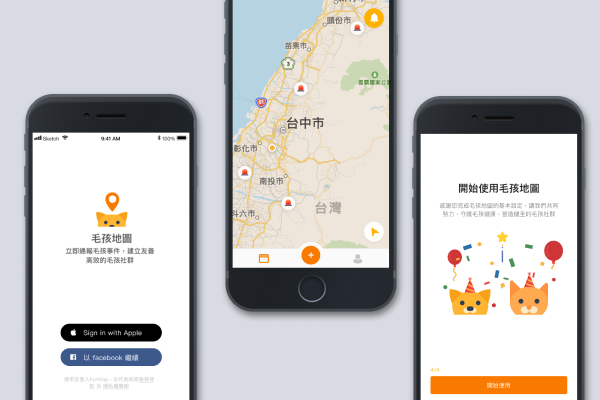 Sketch
9:41 AM
100%
毛孩地圖
立即通報毛孩事件，建立友善
高效的毛孩社群
Sign in with Apple
以 facebook 繼續
頭份市
苗栗市
3
台中市
彰化市
南投市
斗六市
台灣
開始使用毛孩地圖
感謝您完成毛孩地圖的基本設定，讓我們共同
努力，守護毛孩健康，營造健全的毛孩社群
4/4
開始使用